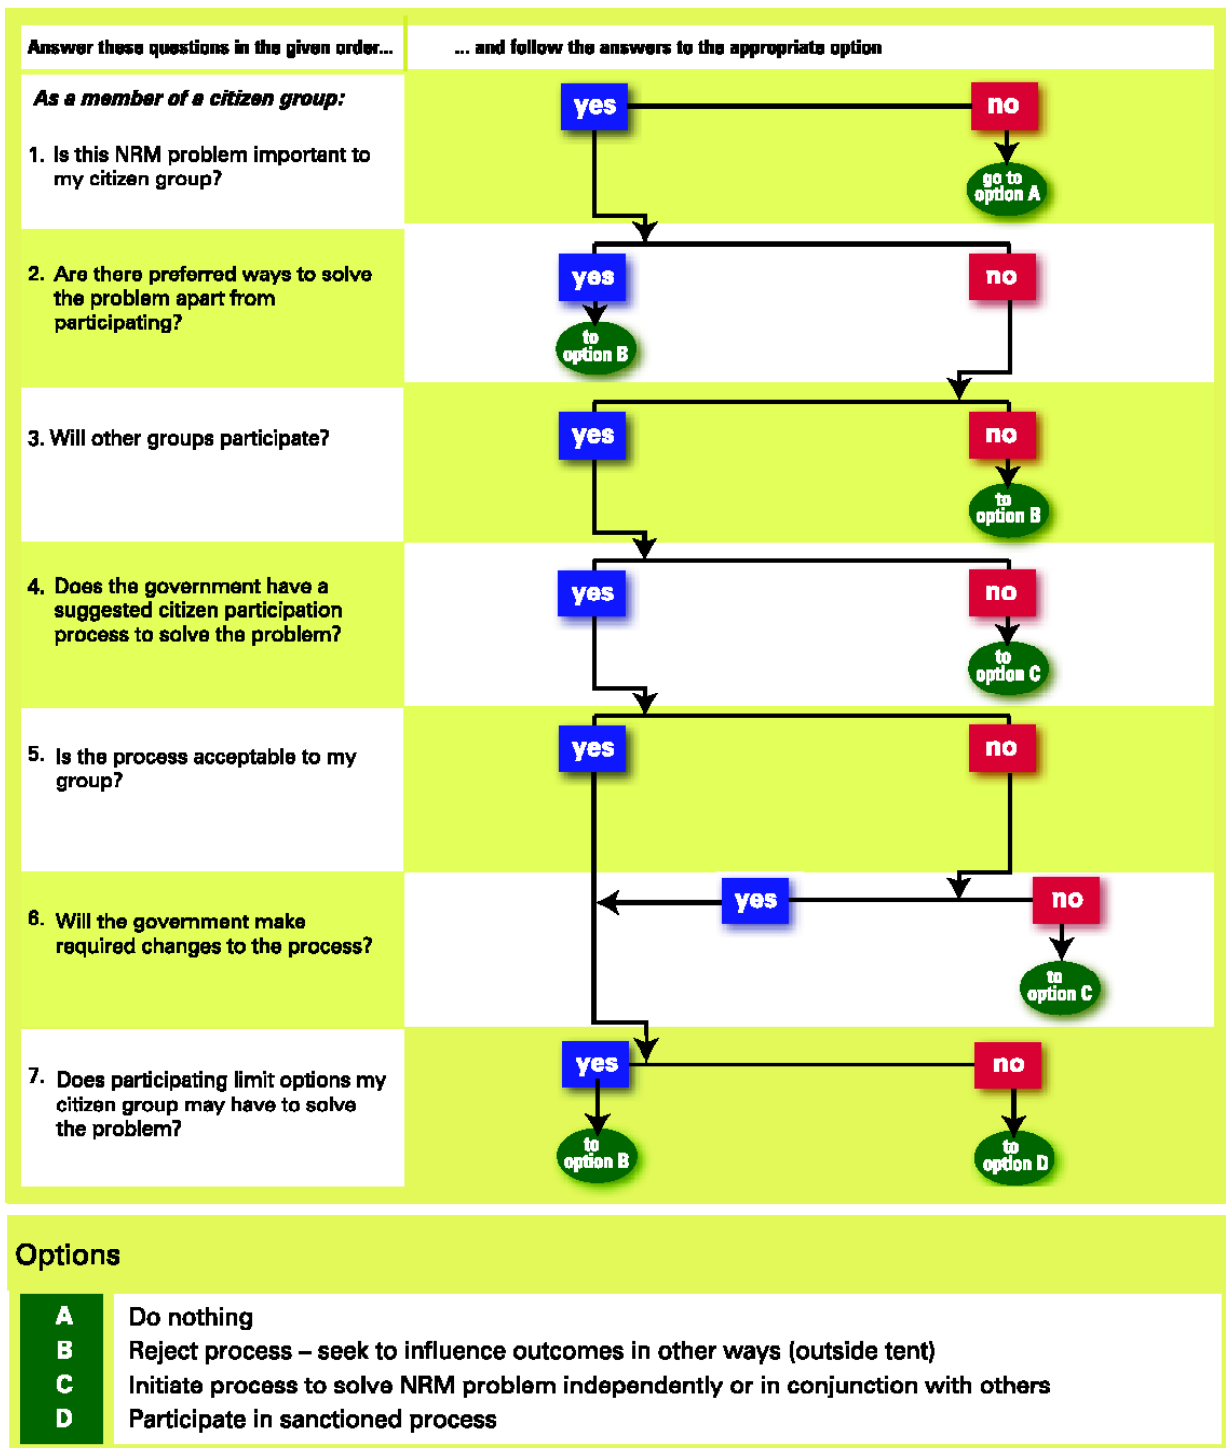 Answer these questions in the given order...
... and follow the answers to the appropriate option
As a member of a citizen group:
1. Is this NRM problem important to
my citizen group?
yes
no
go to
option A
2. Are there preferred ways to solve
the problem apart from
participating?
yes
no
to
option B
3. Will other groups participate?
yes
no
to
option B
4. Does the government have a
suggested citizen participation
process to solve the problem?
yes
no
to
option C
5. Is the process acceptable to my
group?
yes
no
6. Will the government make
required changes to the process?
yes
no
to
option C
7. Does participating limit options my
citizen group may have to solve
the problem?
yes
no
to
option B
to
option D
Options
A Do nothing
B Reject process – seek to influence outcomes in other ways (outside tent)
C Initiate process to solve NRM problem independently or in conjunction with others
D Participate in sanctioned process